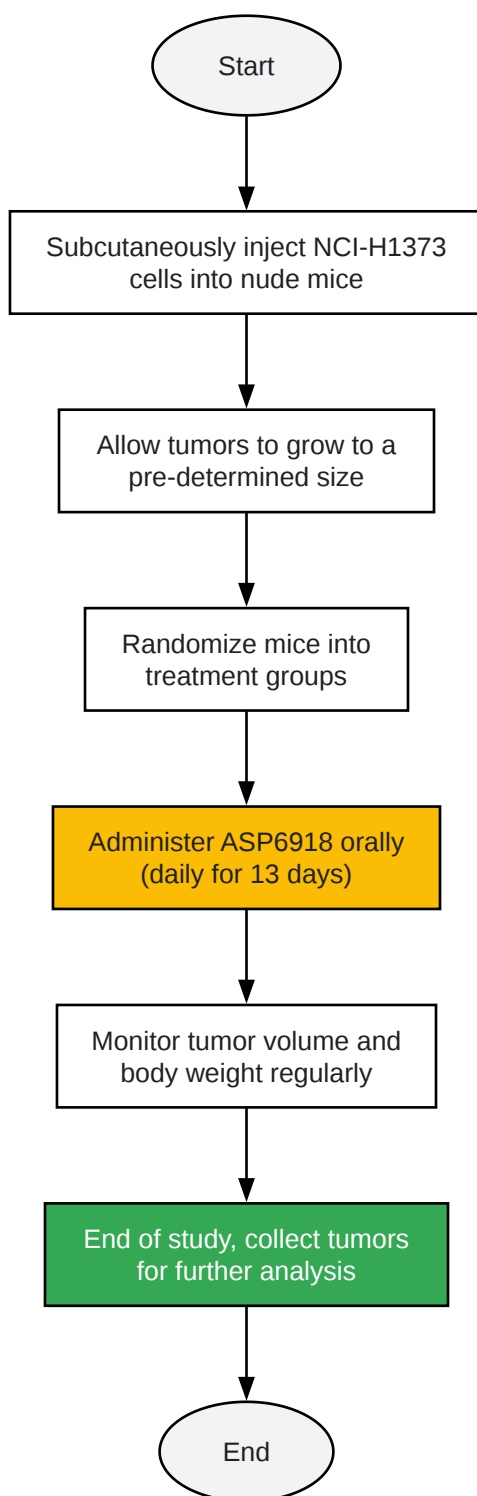 Start
Subcutaneously inject NCI-H1373
cells into nude mice
Allow tumors to grow to a
pre-determined size
Randomize mice into
treatment groups
Administer ASP6918 orally
(daily for 13 days)
Monitor tumor volume and
body weight regularly
End of study, collect tumors
for further analysis
End